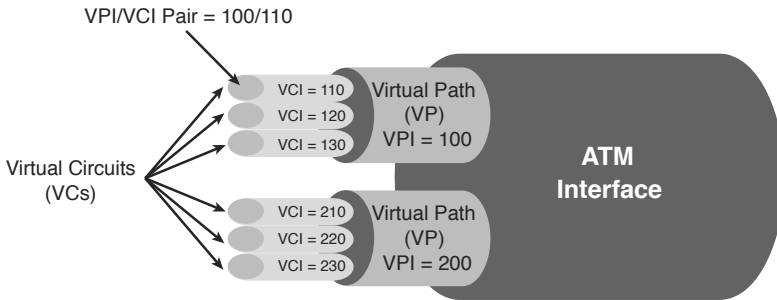 VPI/VCI Pair = 100/110
VCI = 110
VCI = 120
VCI = 130
Virtual Path
(VP)
VPI = 100
Virtual Circuits
(VCs)
ATM
Interface
VCI = 210
VCI = 220
VCI = 230
Virtual Path
(VP)
VPI = 200